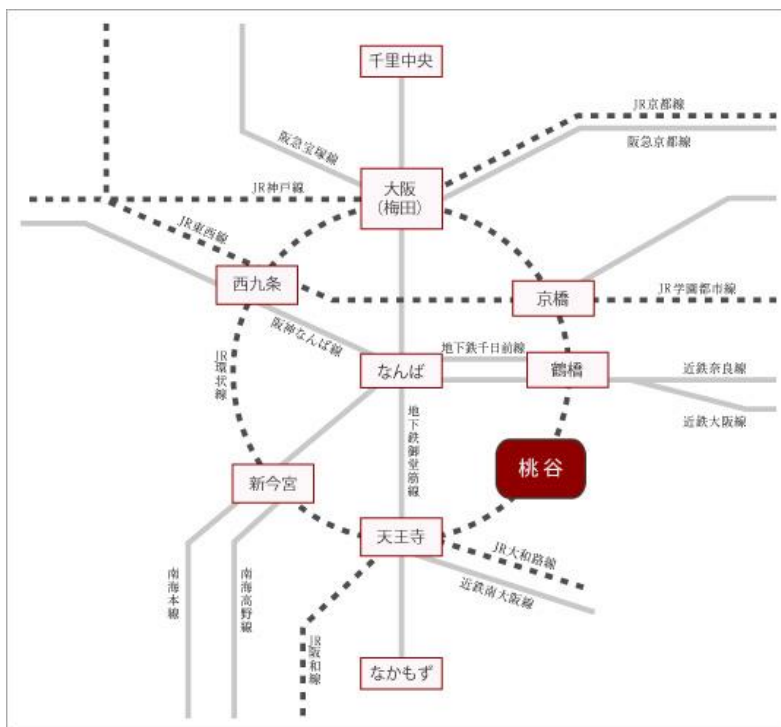 千里中央
JR京都線
阪急京都線
阪急宝塚線
大阪
(梅田)
JR神戸線
JR東西線
西九条
京橋
JR学園都市線
阪神なんば線
JR環状線
地下鉄千日前線
なんば
鶴橋
近鉄奈良線
近鉄大阪線
地下鉄御堂筋線
桃谷
新今宮
天王寺
JR大和路線
近鉄南大阪線
南海本線
南海高野線
JR阪和線
なかもず